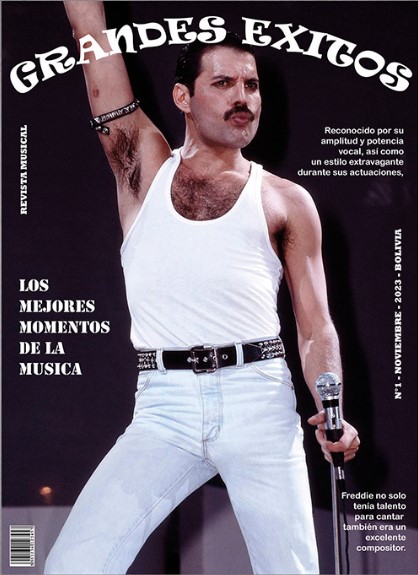 GRANDES EXITOS
REVISTA MUSICAL
Reconocido por su
amplitud y potencia
vocal, así como
un estilo extravagante
durante sus actuaciones,
LOS
MEJORES
MOMENTOS
DE LA
MUSICA
N°1 - NOVIEMBRE - 2023 - BOLIVIA
Freddie no solo
tenía talento
para cantar
también era un
excelente
compositor.